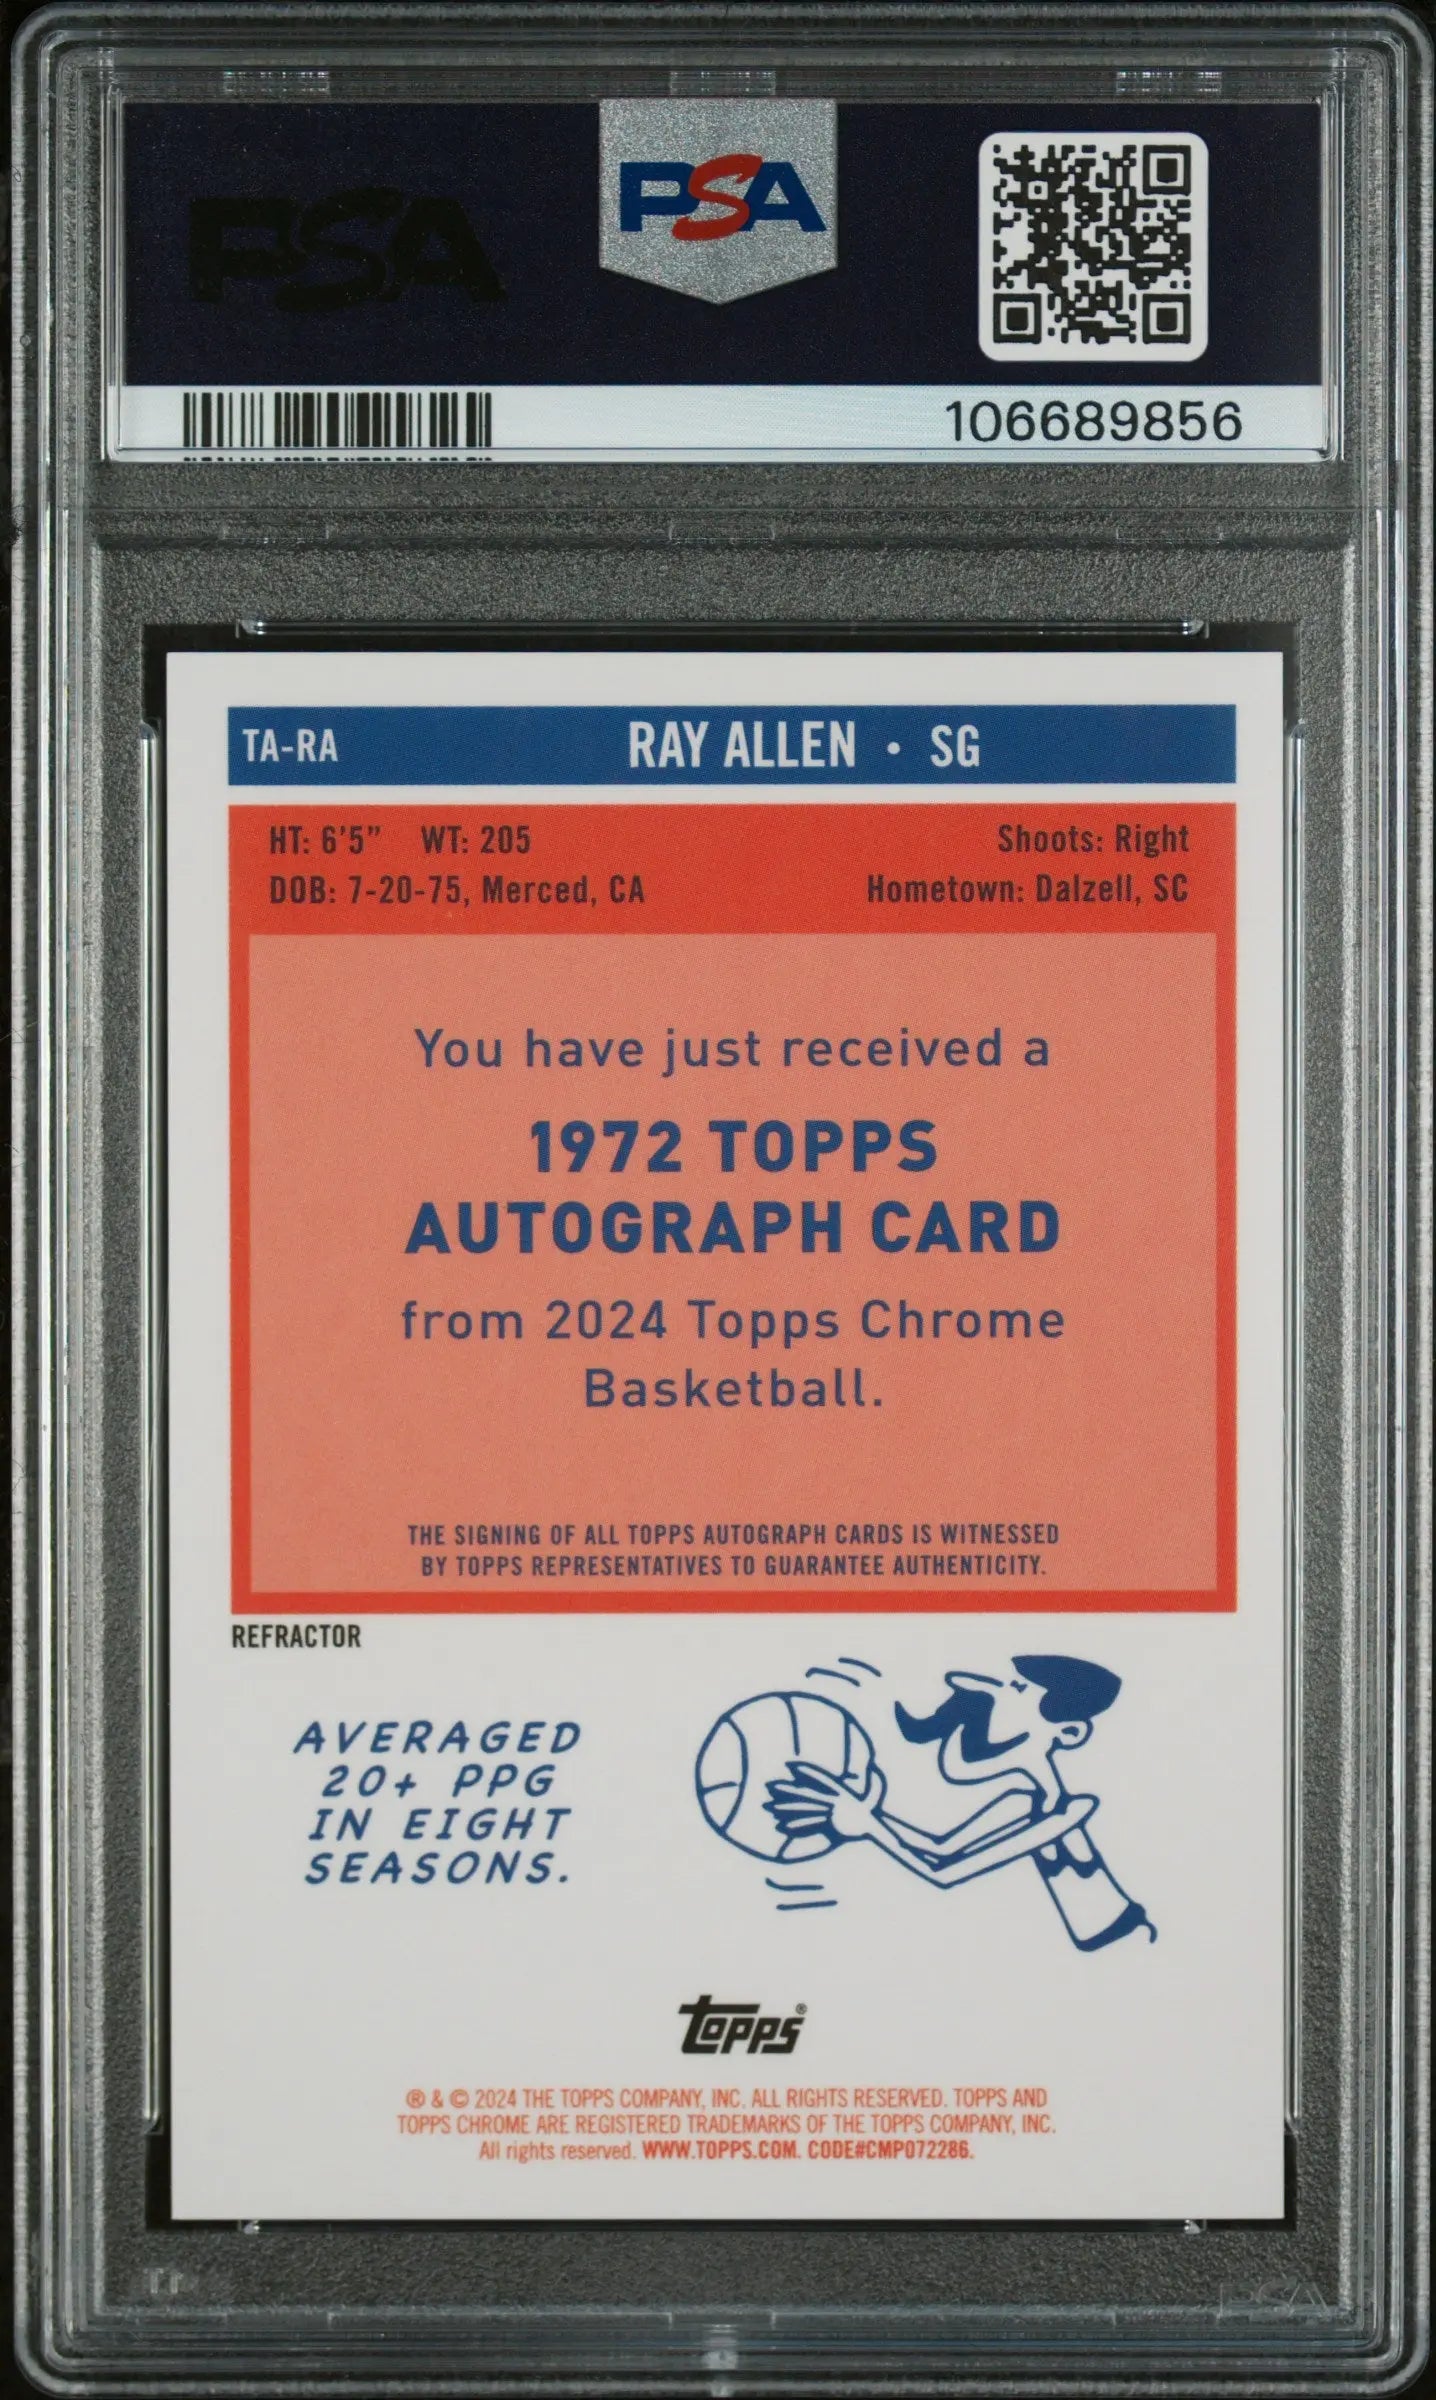 PSA
PSA
106689856
TA-RA
RAY ALLEN • SG
HT: 6'5" WT: 205
Shoots: Right
DOB: 7-20-75, Merced, CA
Hometown: Dalzell, SC
You have just received a
1972 TOPPS
AUTOGRAPH CARD
from 2024 Topps Chrome
Basketball.
THE SIGNING OF ALL TOPPS AUTOGRAPH CARDS IS WITNESSED
BY TOPPS REPRESENTATIVES TO GUARANTEE AUTHENTICITY.
REFRACTOR
AVERAGED
20+ PPG
IN EIGHT
SEASONS.
topps®
® & © 2024 THE TOPPS COMPANY, INC. ALL RIGHTS RESERVED. TOPPS AND
TOPPS CHROME ARE REGISTERED TRADEMARKS OF THE TOPPS COMPANY, INC.
All rights reserved. WWW.TOPPS.COM. CODE#CMP072286.
PSA